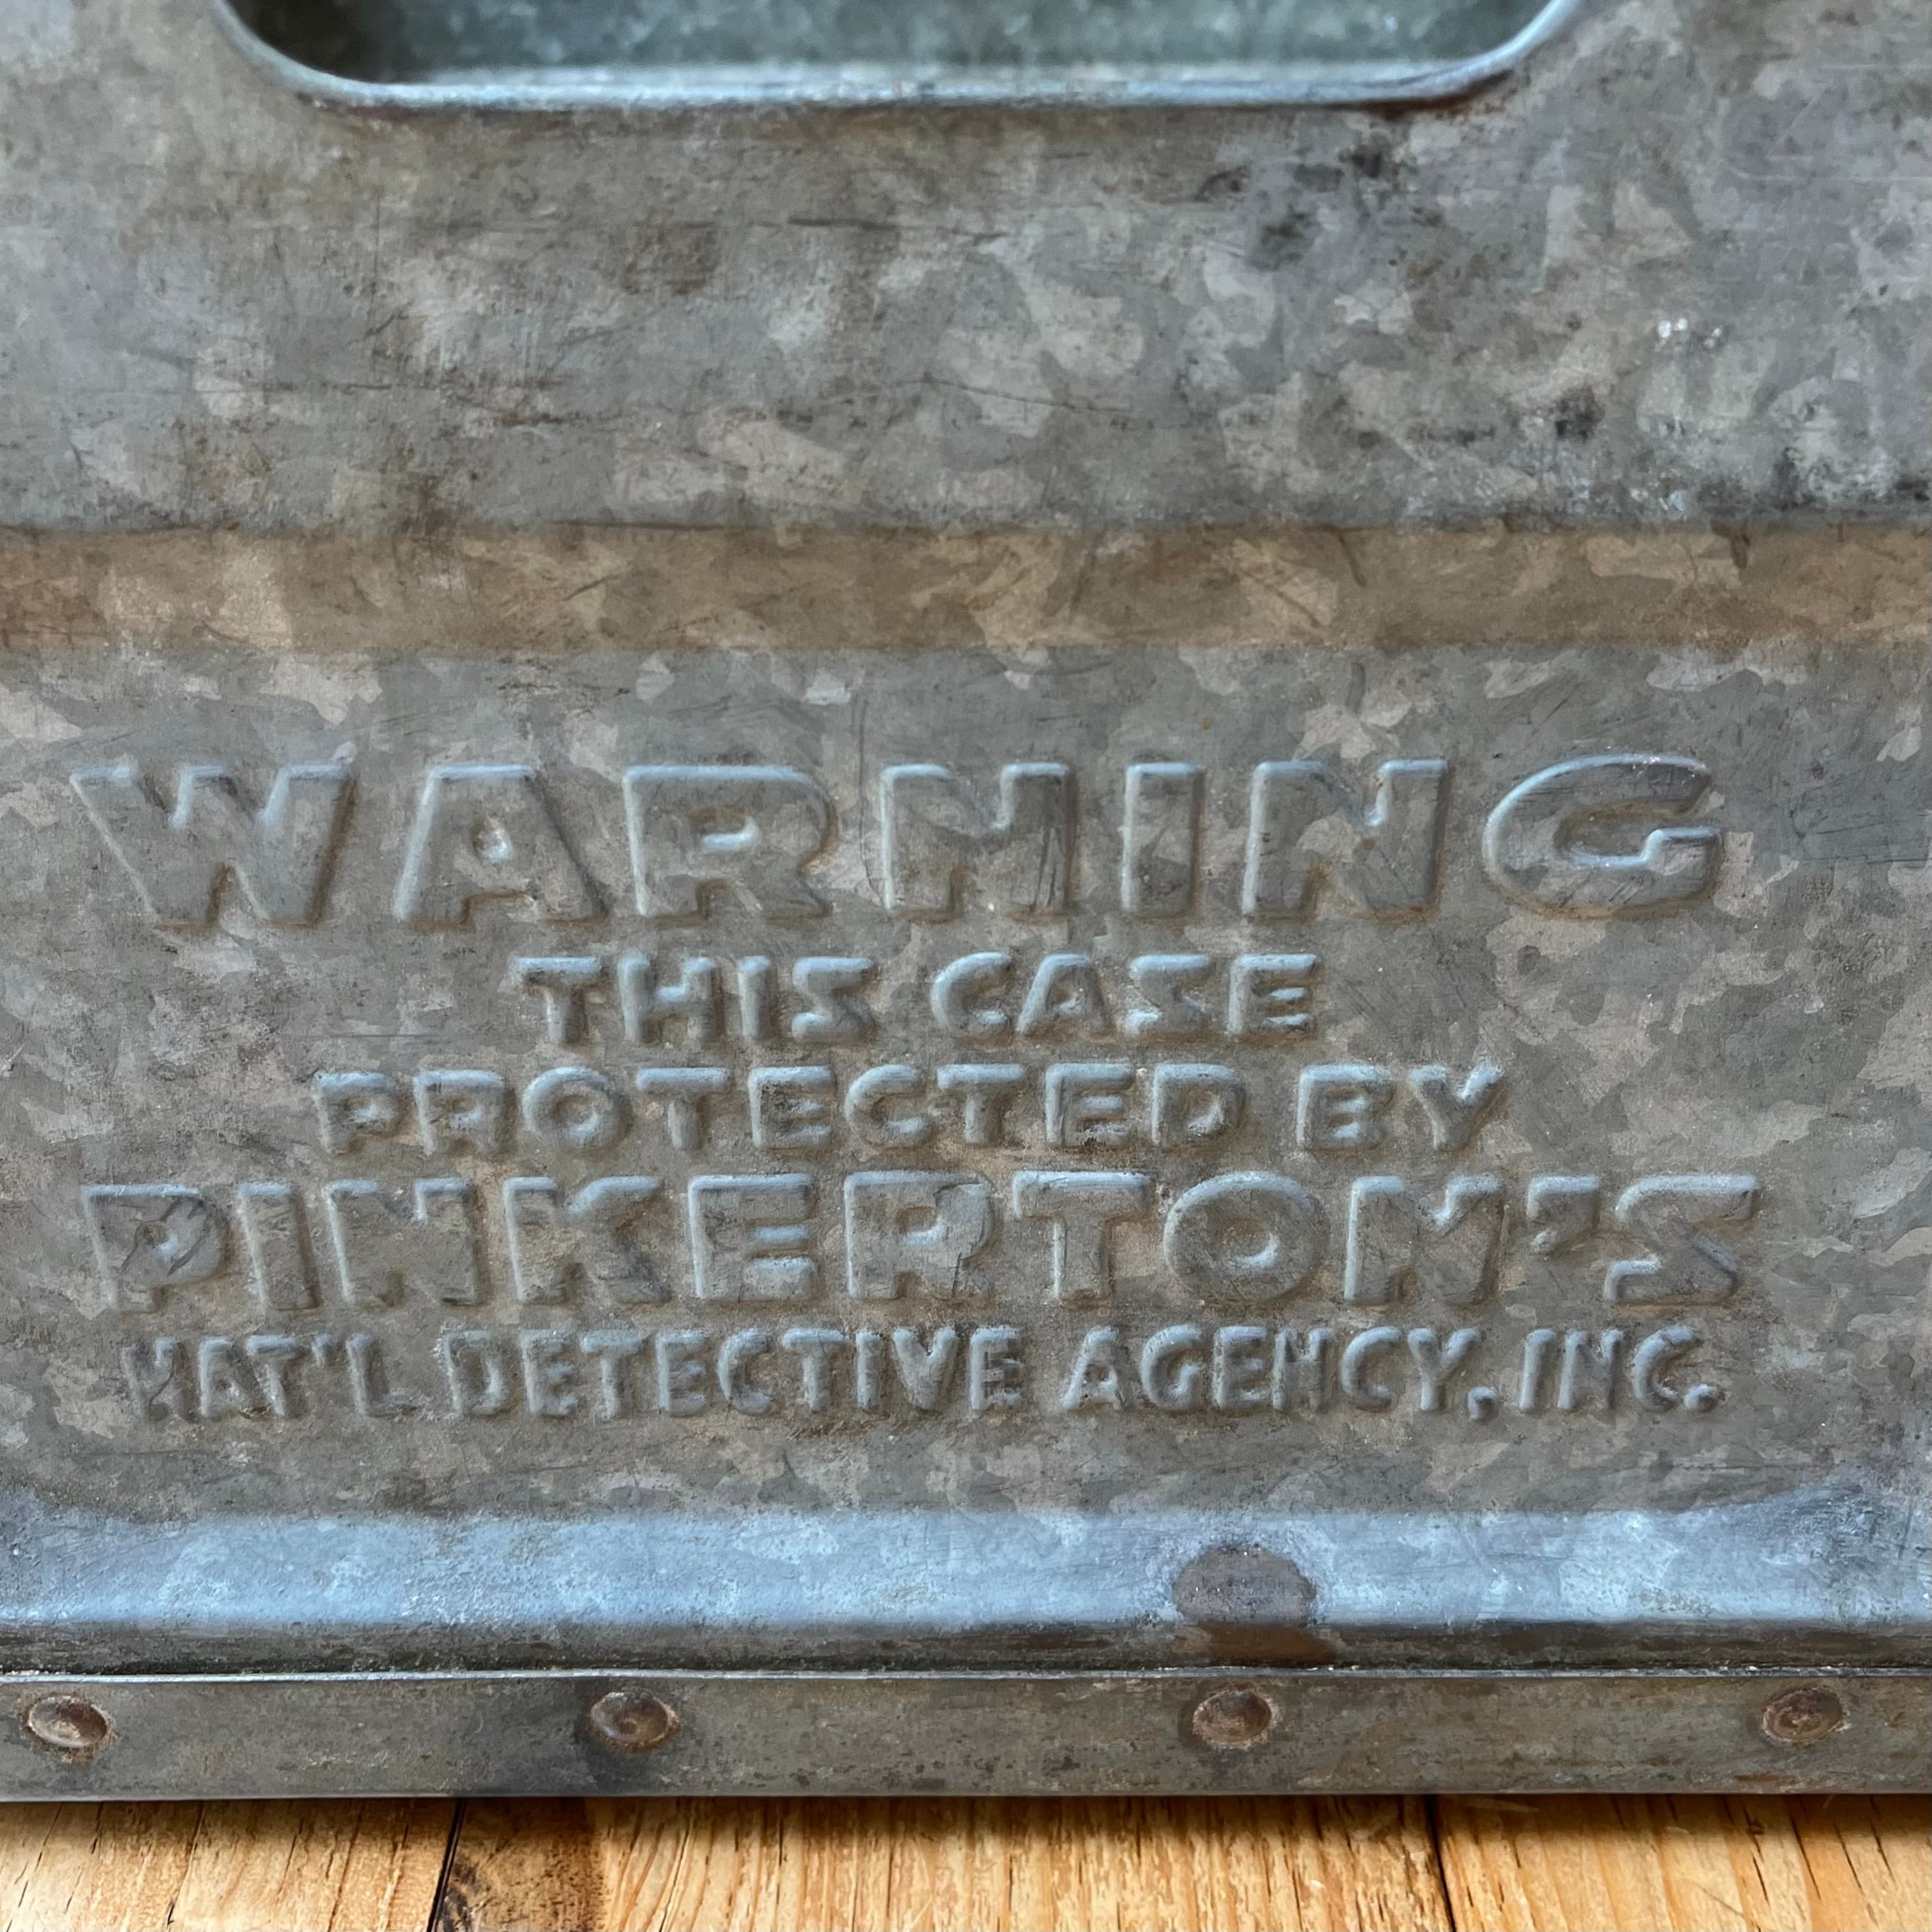 WARNING
THIS CASE
PROTECTED BY
PINKERTON'S
NAT'L DETECTIVE AGENCY, INC.